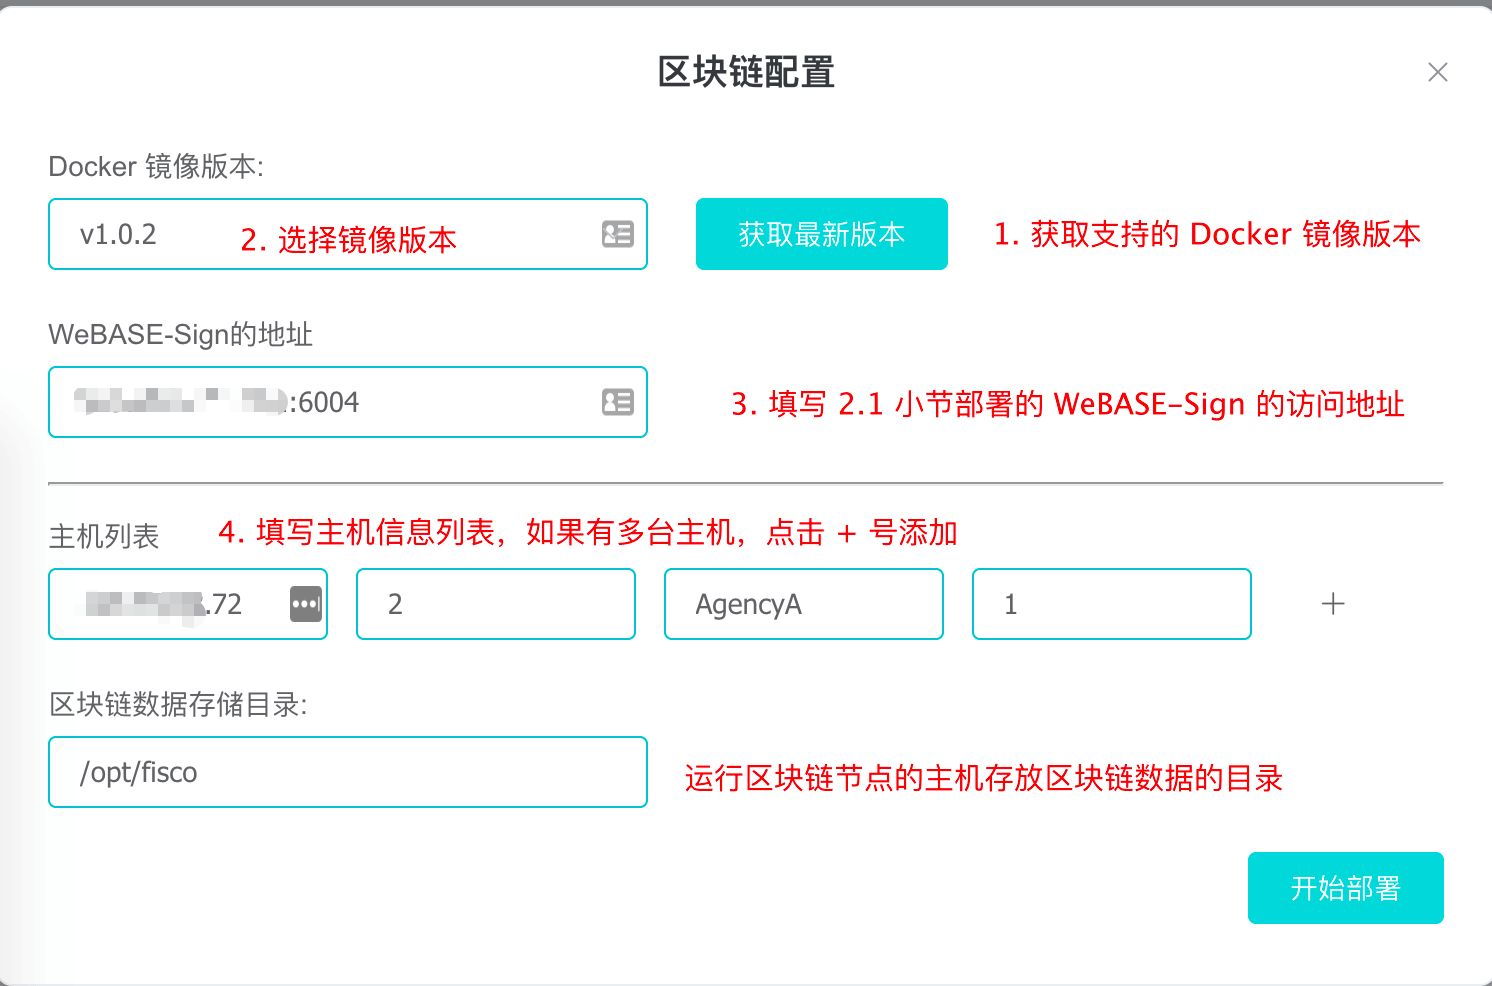 区块链配置
Docker 镜像版本:
v1.0.2
2. 选择镜像版本
获取最新版本
1. 获取支持的 Docker 镜像版本
WeBASE-Sign的地址
:6004
3. 填写 2.1 小节部署的 WeBASE-Sign 的访问地址
主机列表
4. 填写主机信息列表，如果有多台主机，点击 + 号添加
.72
2
AgencyA
1
区块链数据存储目录:
/opt/fisco
运行区块链节点的主机存放区块链数据的目录
开始部署